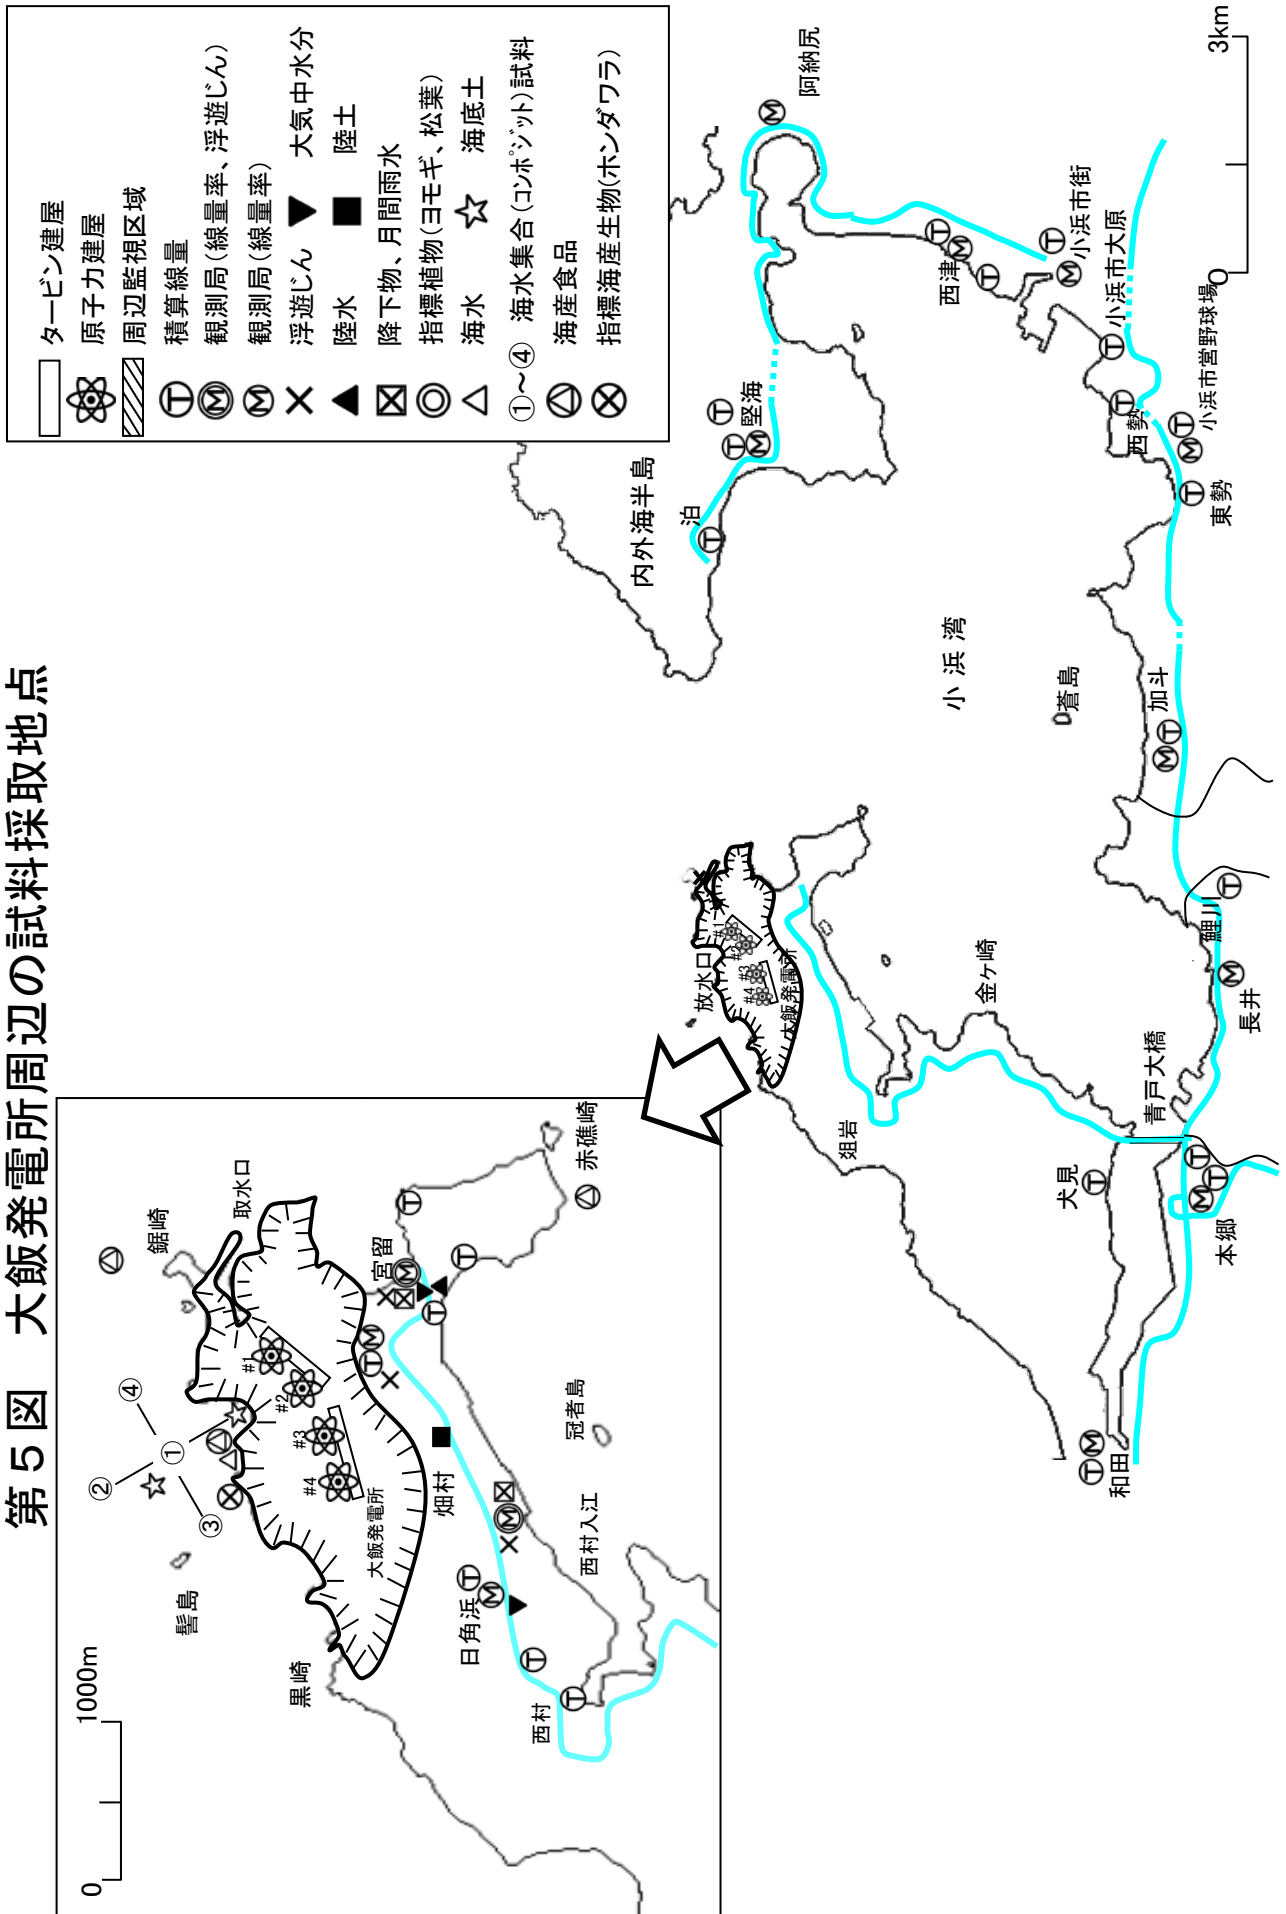 第５図　大飯発電所周辺の試料採取地点
タービン建屋
原子力建屋
周辺監視区域
Ⓣ 積算線量
Ⓜ 観測局(線量率、浮遊じん)
Ⓜ 観測局(線量率)
浮遊じん 大気中水分
陸水 陸土
降下物、月間雨水
指標植物(ヨモギ、松葉)
海水 海底土
①～④ 海水集合(コンポジット)試料
海産食品
指標海産生物(ホンダワラ)
0 1000m
鋸崎
取水口
④
②
①
③
髻島
黒崎
#1
#2
#3
#4
大飯発電所
宮留
赤礁崎
畑村
冠者島
日角浜
西村入江
西村
放水口
#1
#2
#3
#4
大飯発電所
内外海半島
泊
堅海
阿納尻
西津
小浜市街
小浜市大原
西勢
小浜市営野球場
東勢
小浜湾
蒼島
加斗
鯉川
長井
金ヶ崎
青戸大橋
犬見
本郷
和田
0 3km